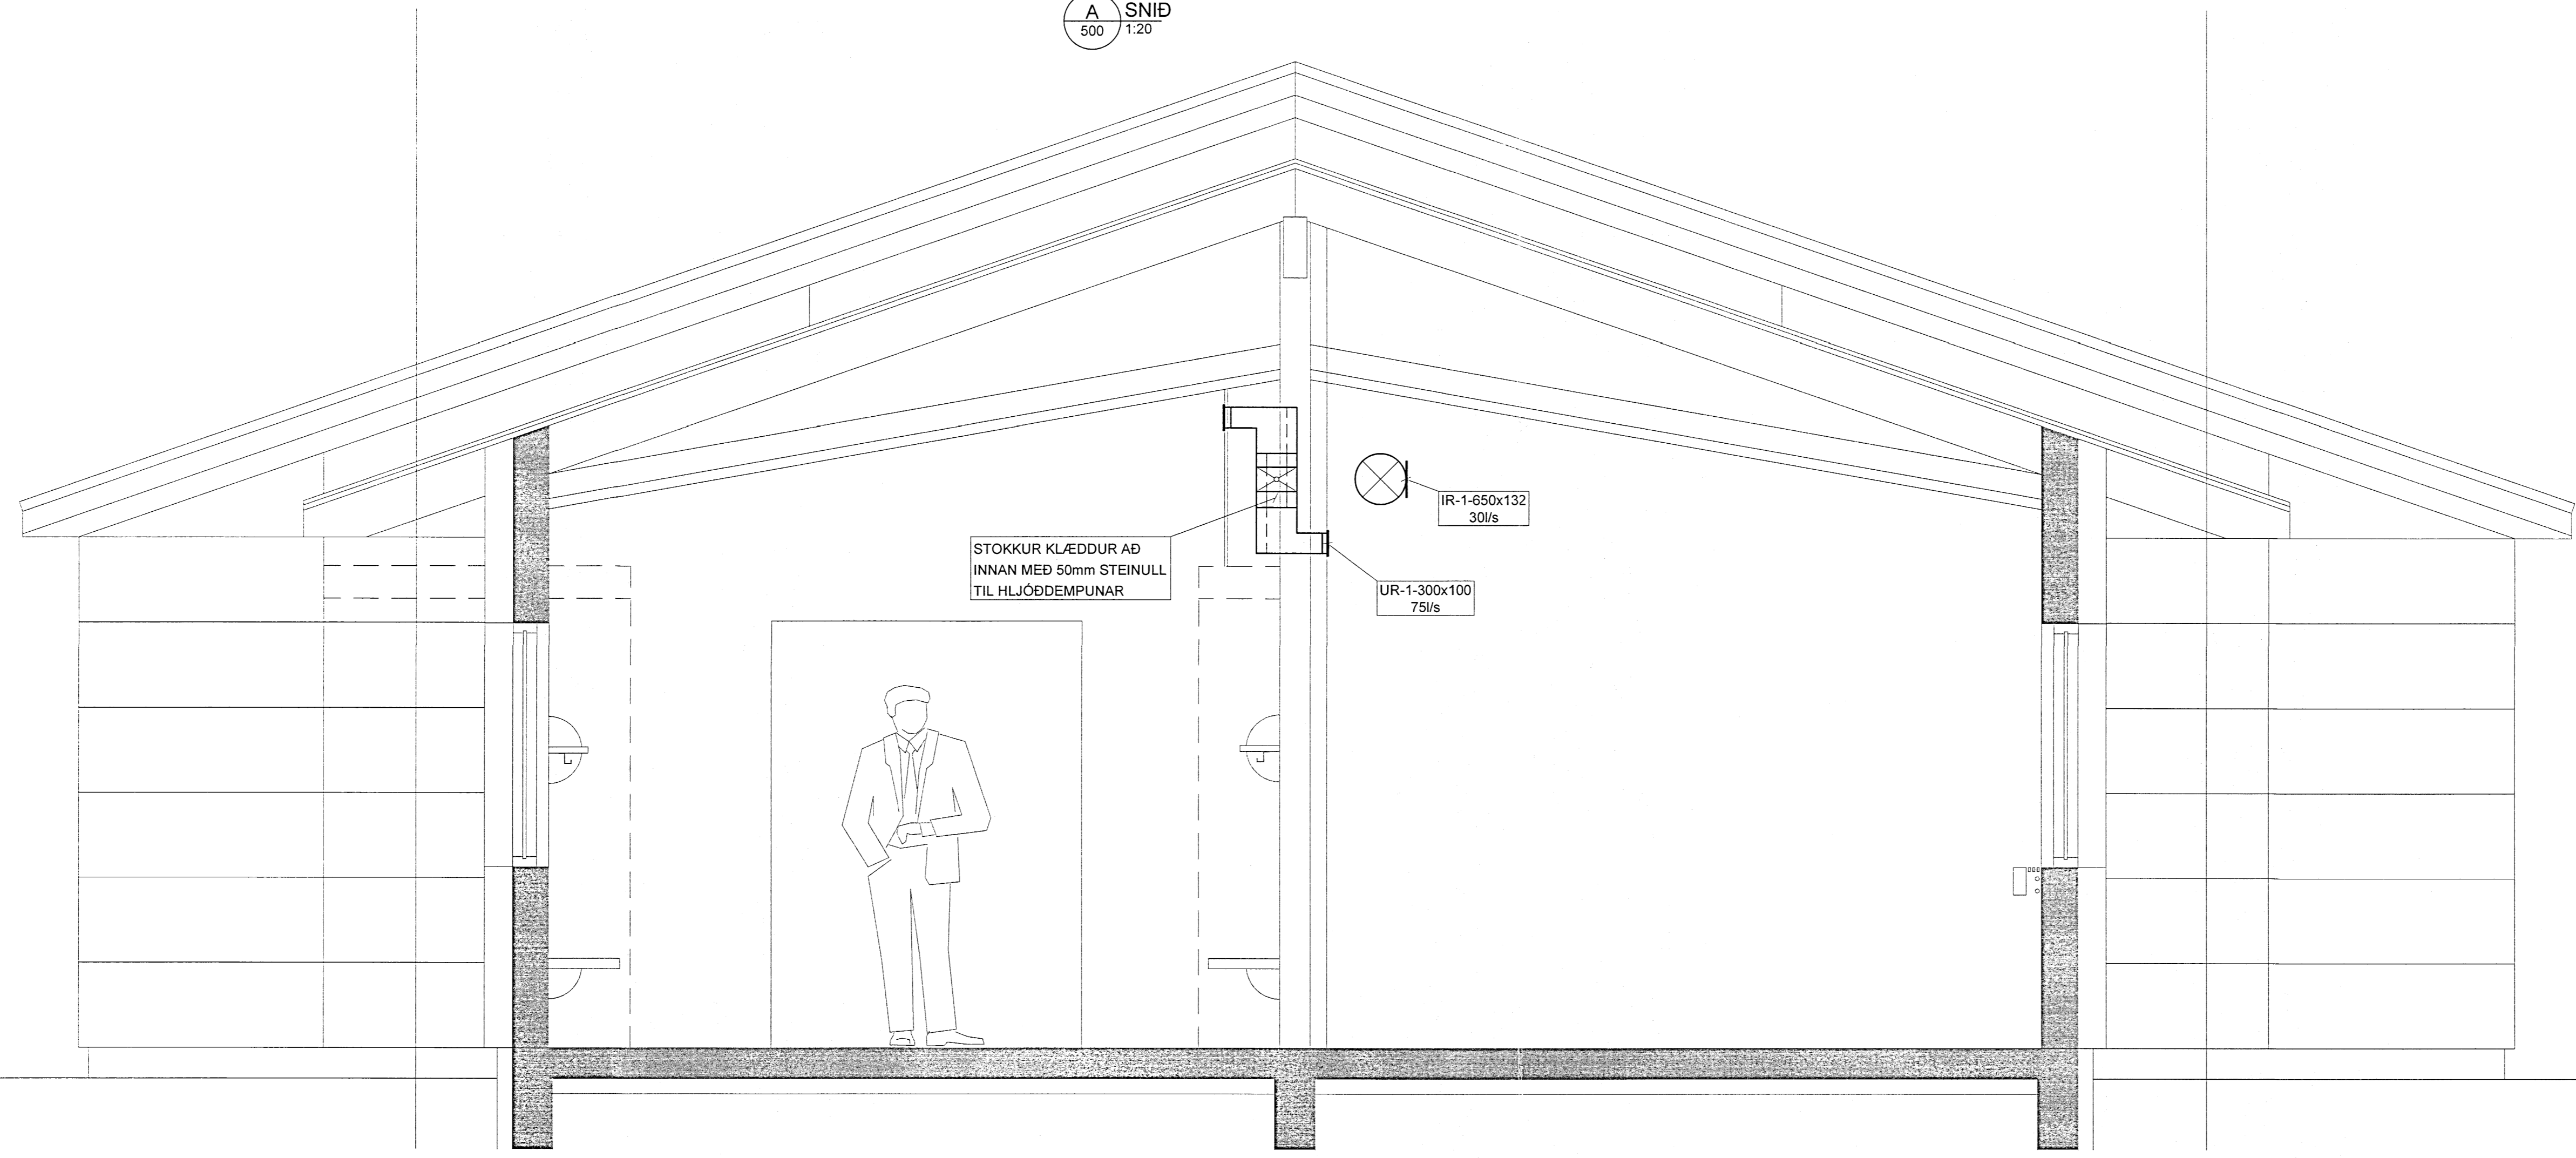 A
500
SNIÐ
1:20
IR-1-650x132
30l/s
STOKKUR KLÆDDUR AÐ
INNAN MEÐ 50mm STEINULL
TIL HLJÓÐDEMPUNAR
UR-1-300x100
75l/s